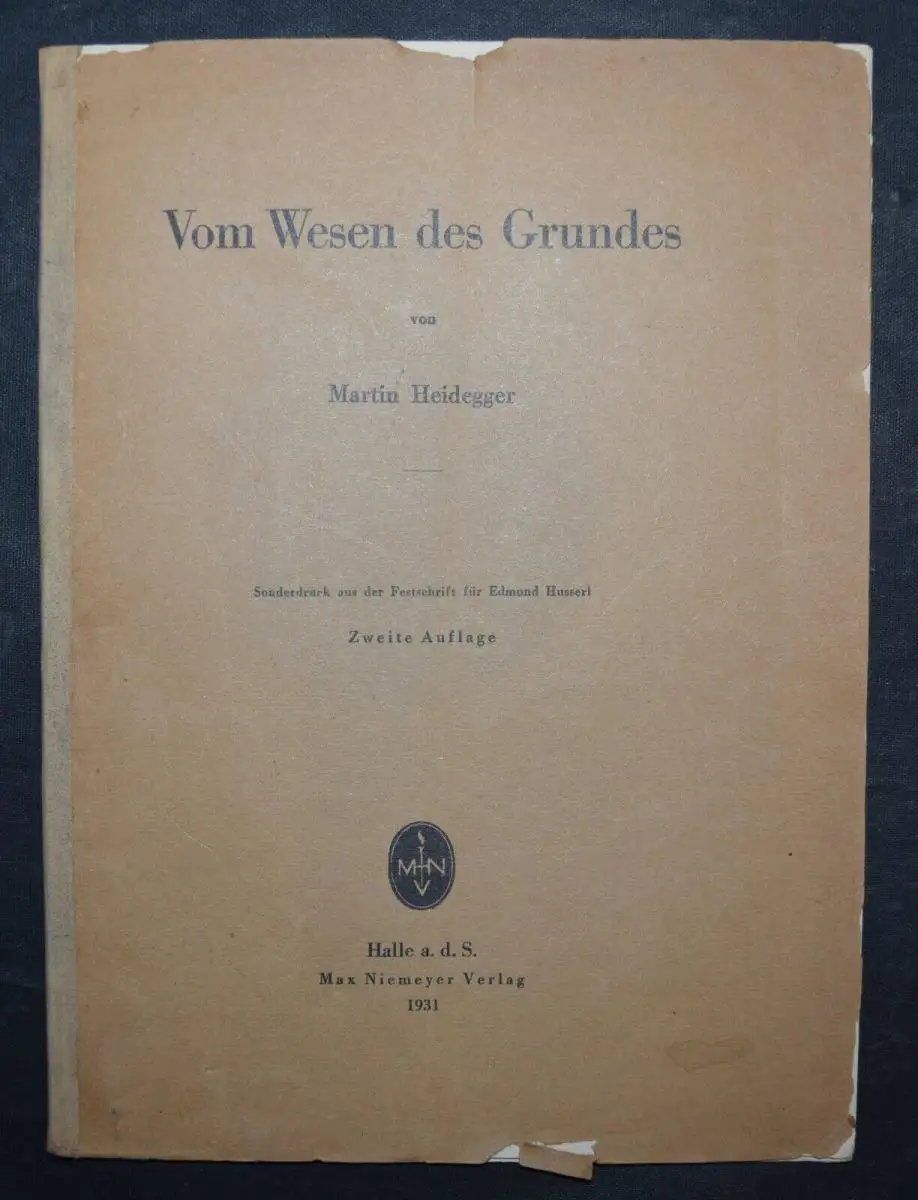 Vom Wesen des Grundes
von
Martin Heidegger
Sonderdruck aus der Festschrift für Edmund Husserl
Zweite Auflage
M N
V
Halle a. d. S.
Max Niemeyer Verlag
1931